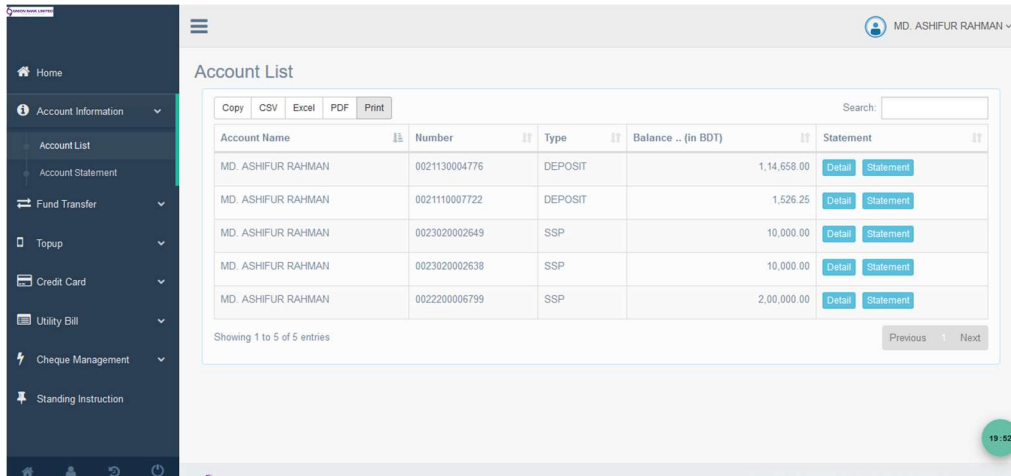 UNION BANK LIMITED
MD. ASHIFUR RAHMAN
Home
Account Information
Account List
Account Statement
Fund Transfer
Topup
Credit Card
Utility Bill
Cheque Management
Standing Instruction
Account List
Copy CSV Excel PDF Print
Search:
Account Name Number Type Balance .. (in BDT) Statement
MD. ASHIFUR RAHMAN 0021130004776 DEPOSIT 1,14,658.00 Detail Statement
MD. ASHIFUR RAHMAN 0021110007722 DEPOSIT 1,526.25 Detail Statement
MD. ASHIFUR RAHMAN 0023020002649 SSP 10,000.00 Detail Statement
MD. ASHIFUR RAHMAN 0023020002638 SSP 10,000.00 Detail Statement
MD. ASHIFUR RAHMAN 0022200006799 SSP 2,00,000.00 Detail Statement
Showing 1 to 5 of 5 entries
Previous 1 Next
19:52